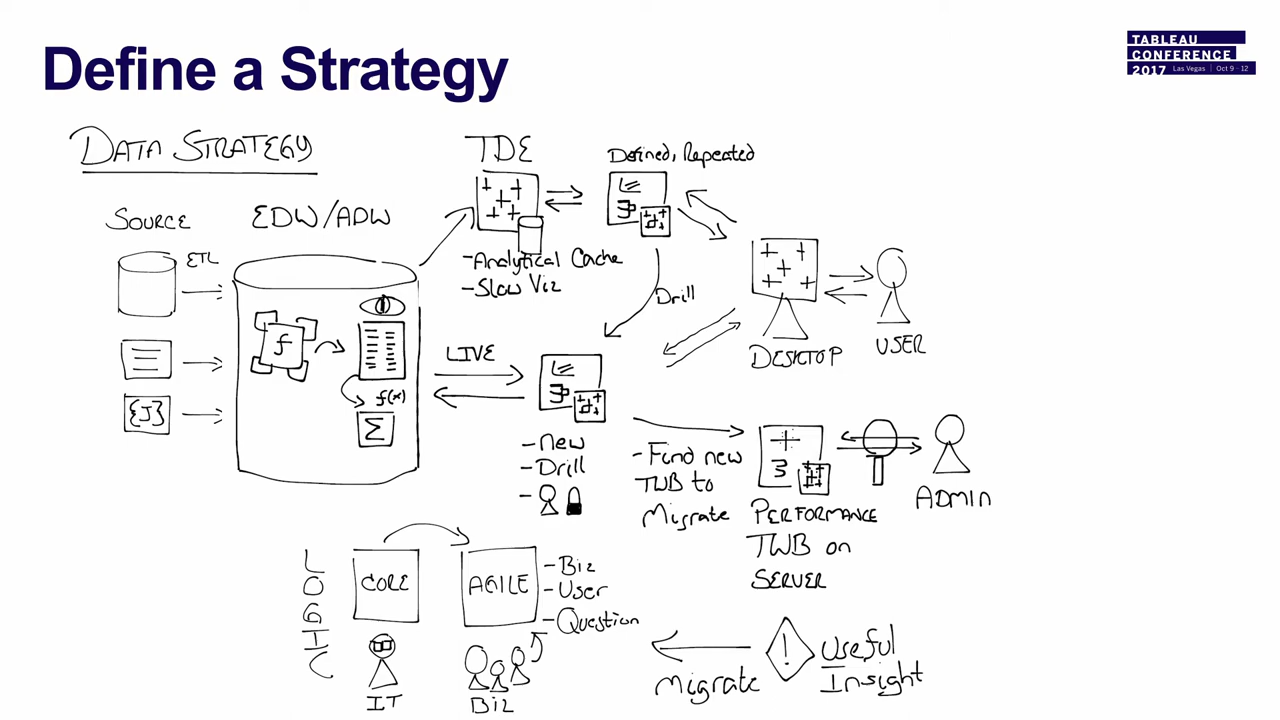 Define a Strategy
TABLEAU
CONFERENCE
2017 Las Vegas | Oct 9 - 12
DATA STRATEGY
TDE
Defined, Repeated
SOURCE
EDW/ADW
ETL
-Analytical Cache
-Slow Viz
Drill
f
LIVE
f(x)
Σ
{J}
DESKTOP
USER
-New
-Drill
-
-Find new
TWB to
Migrate
PERFORMANCE
TWB on
SERVER
ADMIN
LOGIC
CORE
AGILE
-Biz
-User
-Question
IT
BIZ
Migrate
!
Useful
Insight